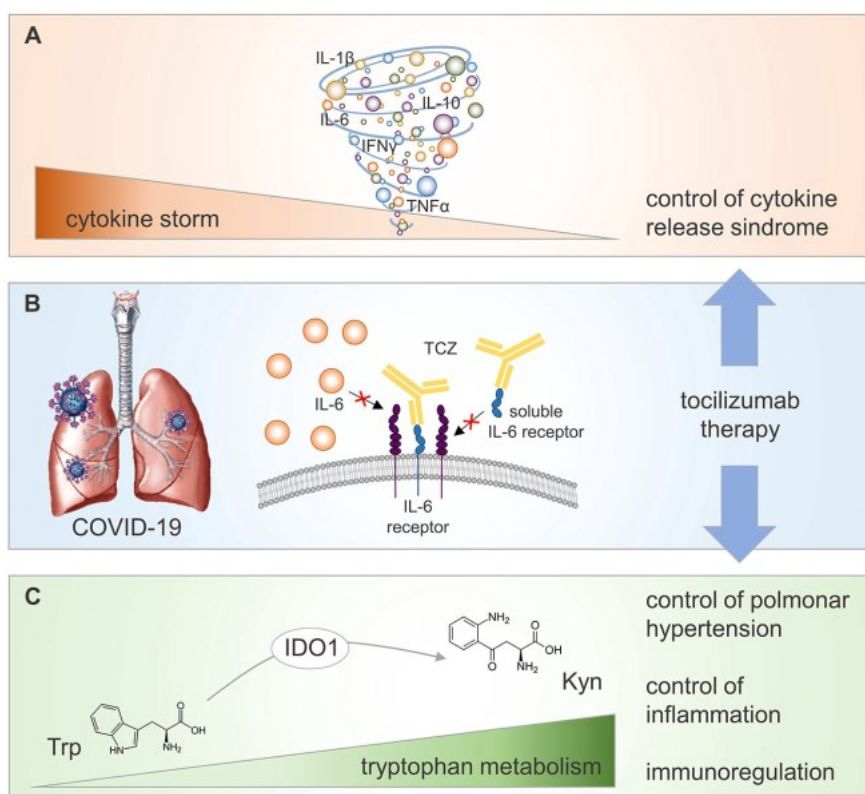 A
IL-1β
IL-10
IL-6
IFNγ
TNFα
cytokine storm
control of cytokine
release sindrome
B
TCZ
IL-6
soluble
IL-6 receptor
IL-6
receptor
COVID-19
tocilizumab
therapy
C
IDO1
NH₂
O
OH
O
NH₂
Kyn
Trp
O
OH
NH₂
HN
tryptophan metabolism
control of polmonar
hypertension
control of
inflammation
immunoregulation